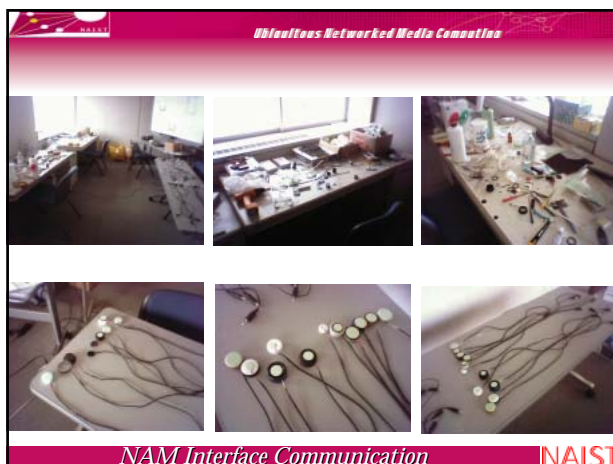 NAIST
Ubiquitous Networked Media Computing
NAM Interface Communication
NAIST